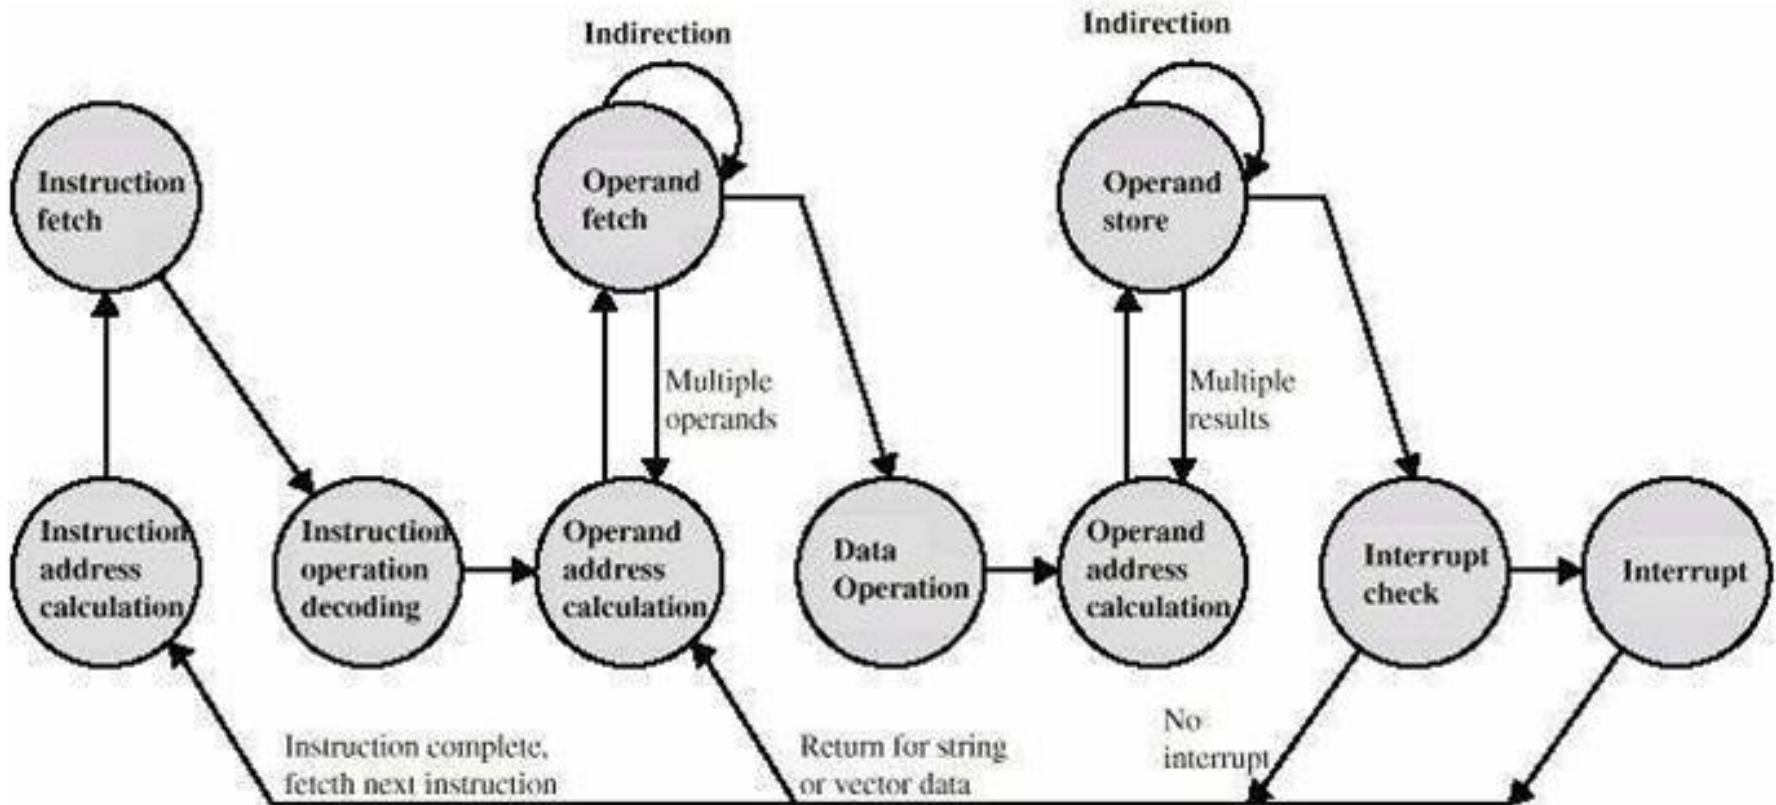 Indirection
Indirection
Instruction
fetch
Operand
fetch
Operand
store
Multiple
operands
Multiple
results
Instruction
address
calculation
Instruction
operation
decoding
Operand
address
calculation
Data
Operation
Operand
address
calculation
Interrupt
check
Interrupt
Instruction complete,
fetcth next instruction
Return for string
or vector data
No
interrupt